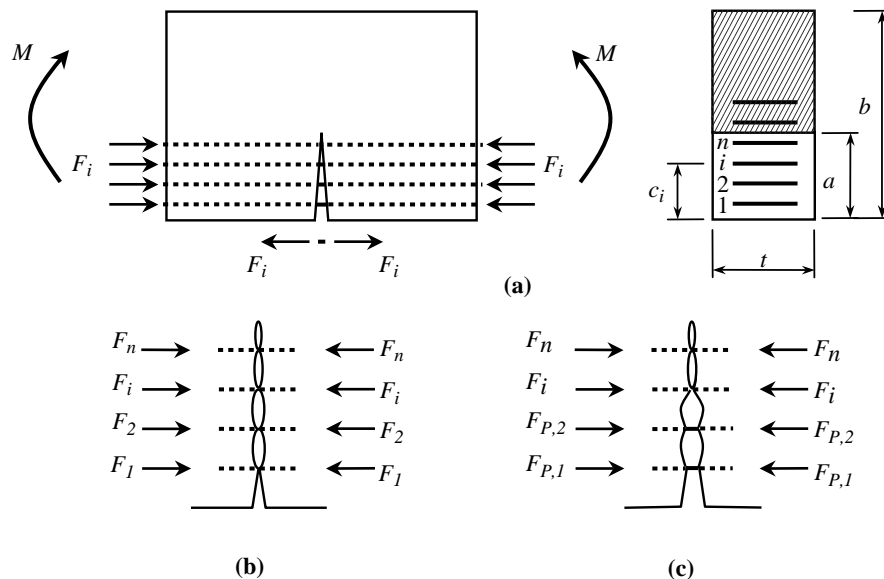 M
M
F_i
F_i
F_i
F_i
n
i
2
1
c_i
a
b
t
(a)
F_n
F_n
F_i
F_i
F_2
F_2
F_1
F_1
(b)
F_n
F_n
F_i
F_i
F_{P,2}
F_{P,2}
F_{P,1}
F_{P,1}
(c)